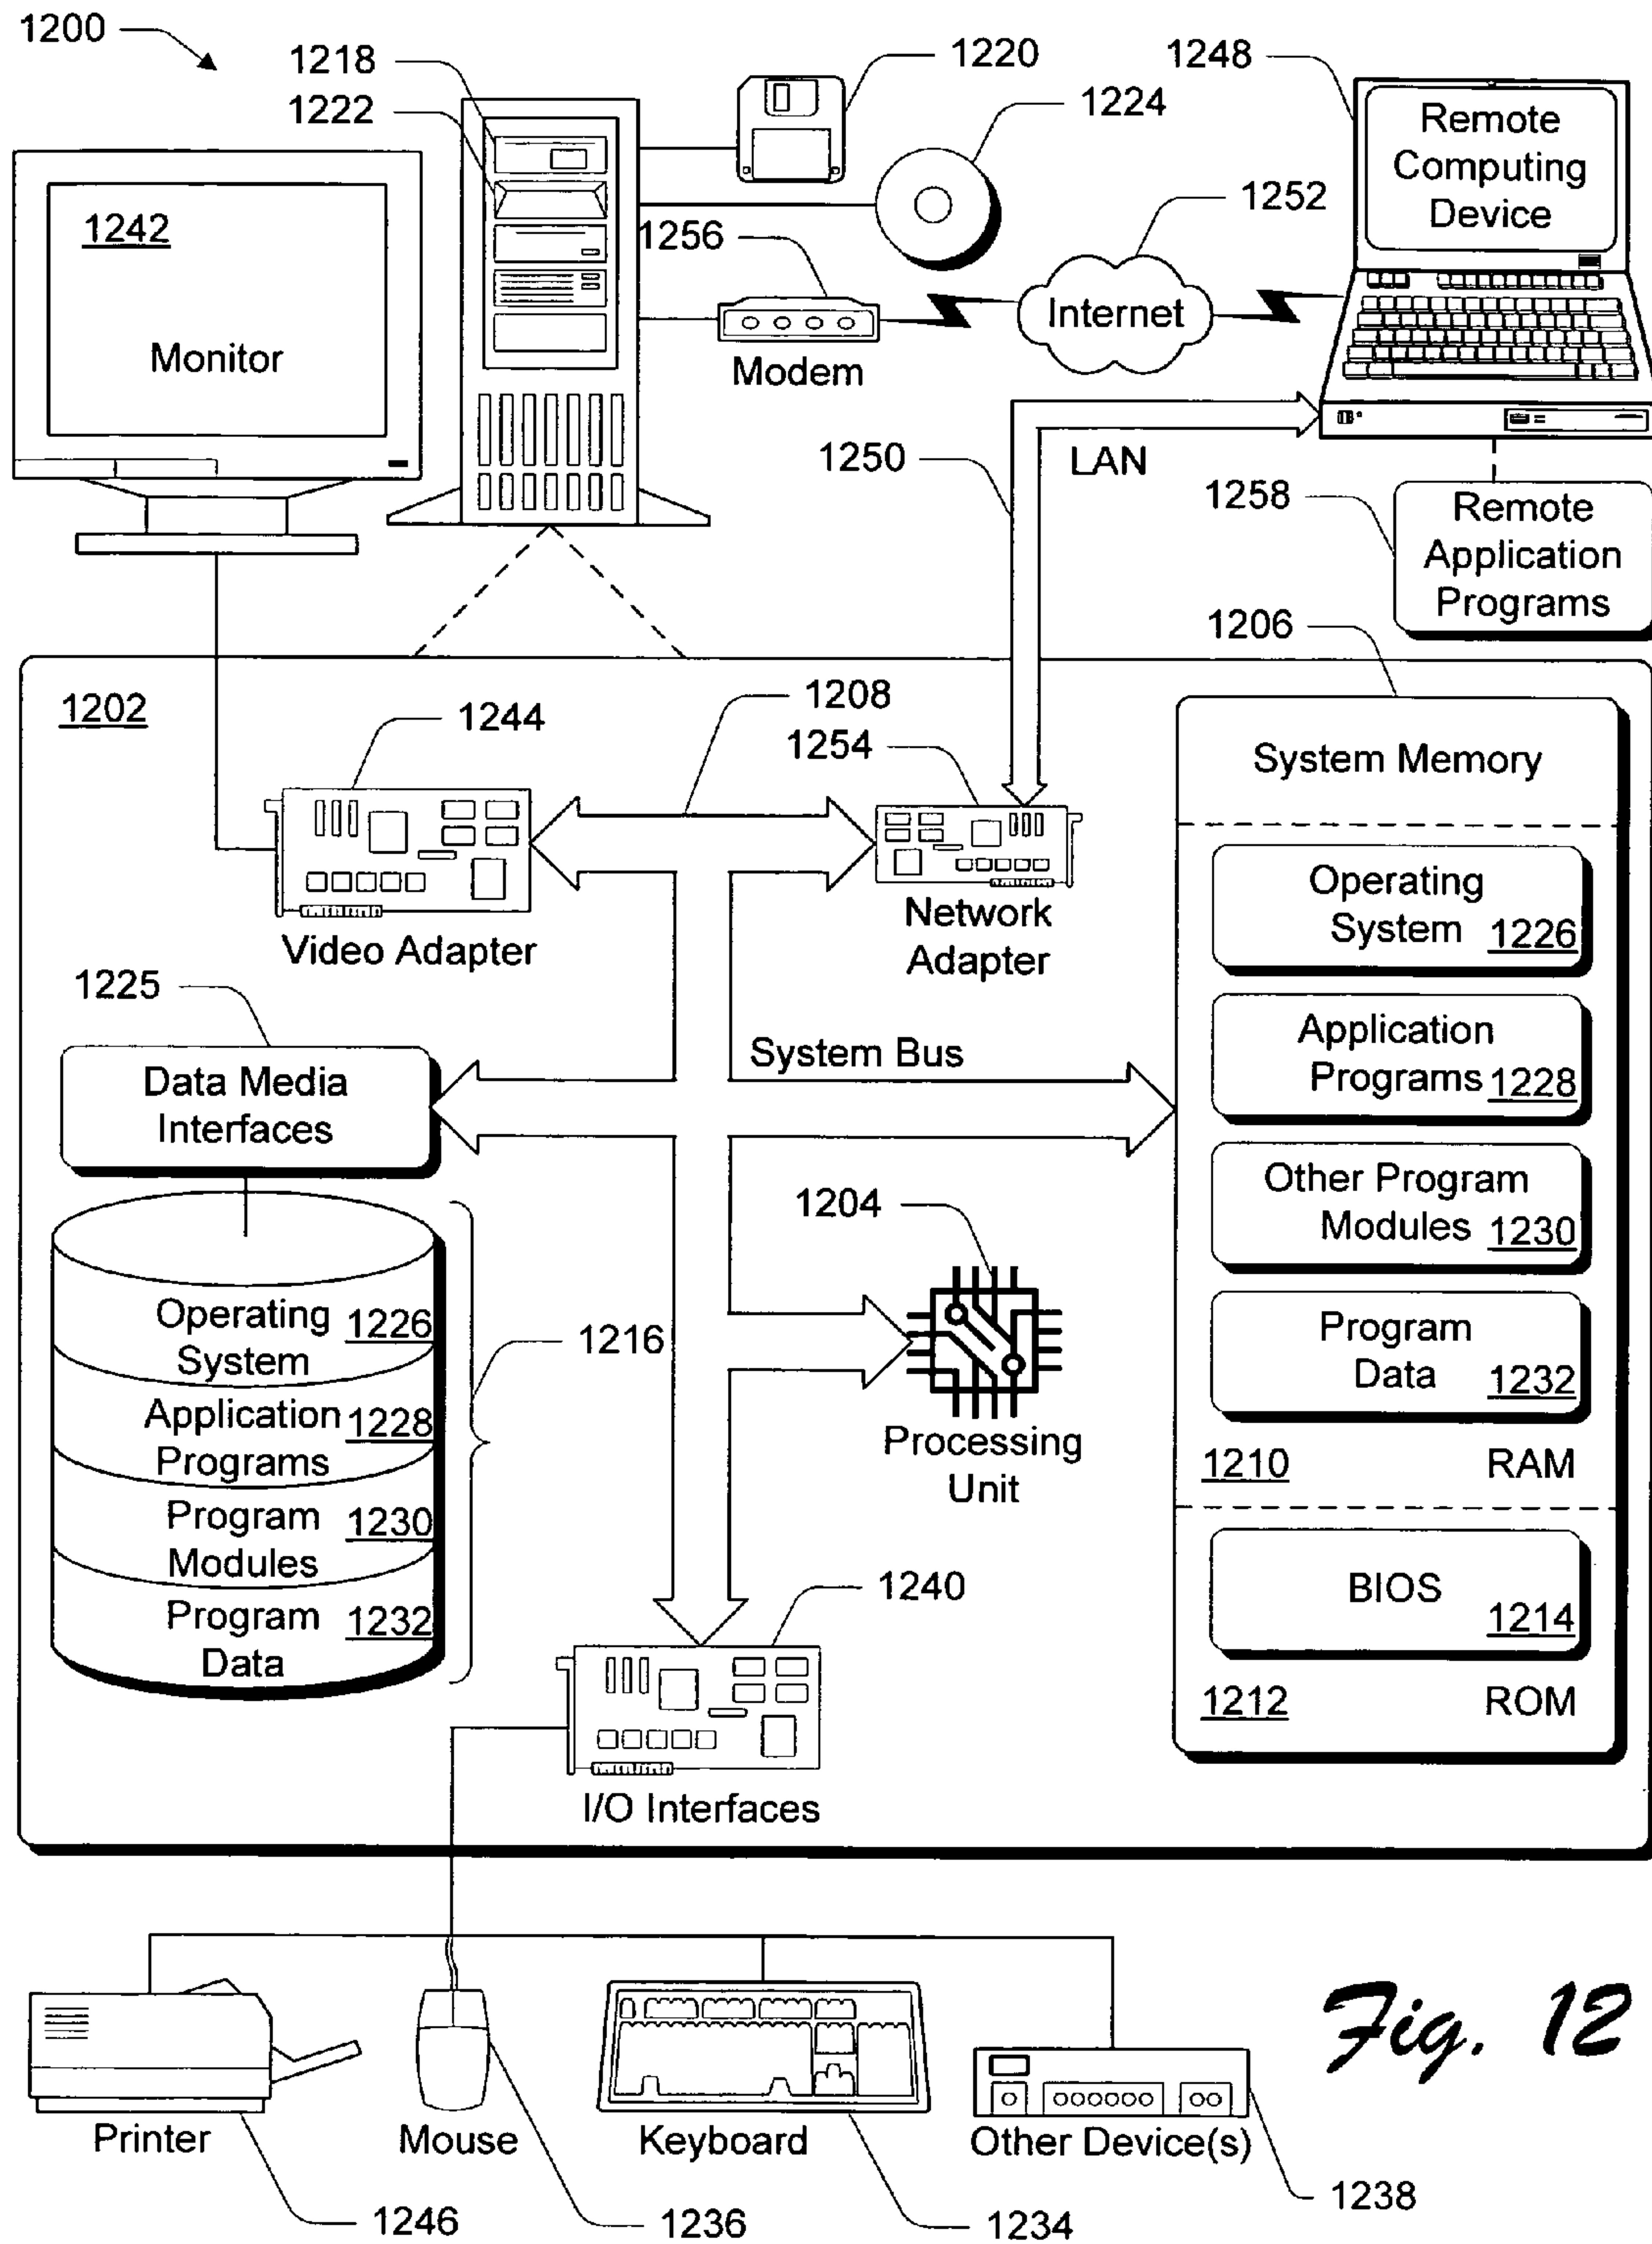 1200
1218
1222
1220
1224
1248
Remote
Computing
Device
1242
Monitor
1256
Modem
1252
Internet
1250
LAN
1258
Remote
Application
Programs
1206
1202
1244
Video Adapter
1208
1254
Network
Adapter
System Memory
Operating
System 1226
Application
Programs 1228
Other Program
Modules 1230
Program
Data 1232
1210 RAM
BIOS
1214
1212 ROM
1225
Data Media
Interfaces
System Bus
1204
Processing
Unit
Operating 1226
System
Application 1228
Programs
Program 1230
Modules
Program 1232
Data
1216
1240
I/O Interfaces
Printer
Mouse
Keyboard
Other Device(s)
1246
1236
1234
1238
Fig. 12